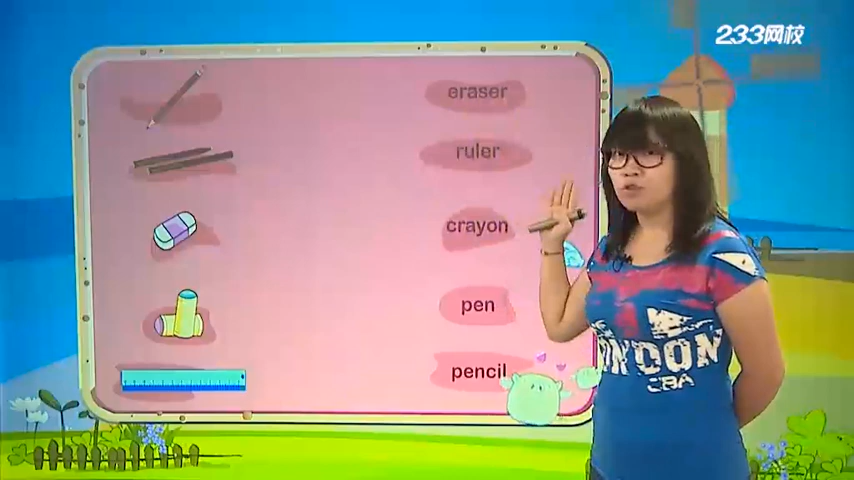 233网校
eraser
ruler
crayon
pen
pencil
LONDON
CBA